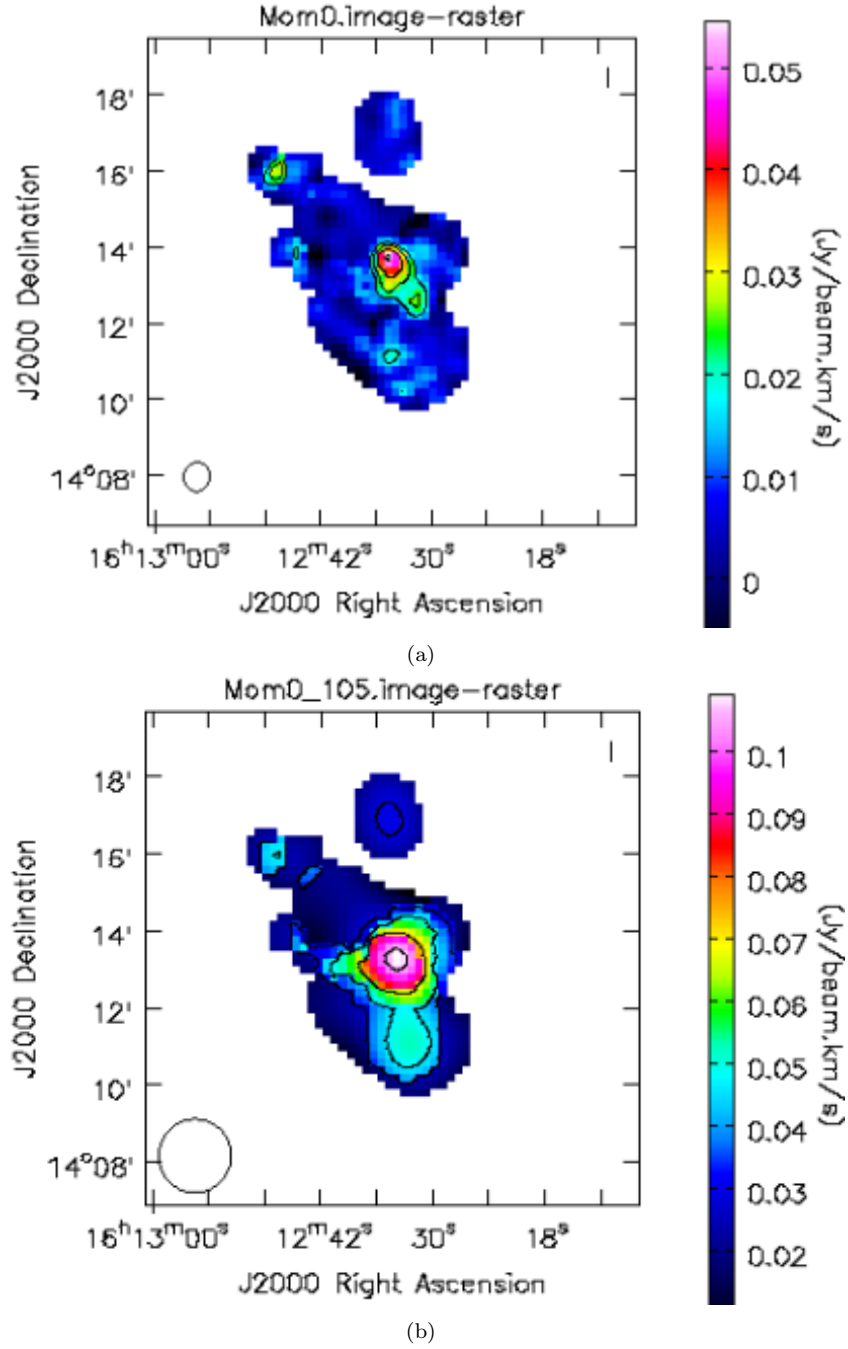 Mom0.image-raster
18'
16'
14'
12'
10'
14°08'
J2000 Declination
16ʰ13ᵐ00ˢ 12ᵐ42ˢ 30ˢ 18ˢ
J2000 Right Ascension
0.05
0.04
0.03
0.02
0.01
0
(Jy/beam.km/s)
(a)
Mom0_105.image-raster
18'
16'
14'
12'
10'
14°08'
J2000 Declination
16ʰ13ᵐ00ˢ 12ᵐ42ˢ 30ˢ 18ˢ
J2000 Right Ascension
0.1
0.09
0.08
0.07
0.06
0.05
0.04
0.03
0.02
(Jy/beam.km/s)
(b)